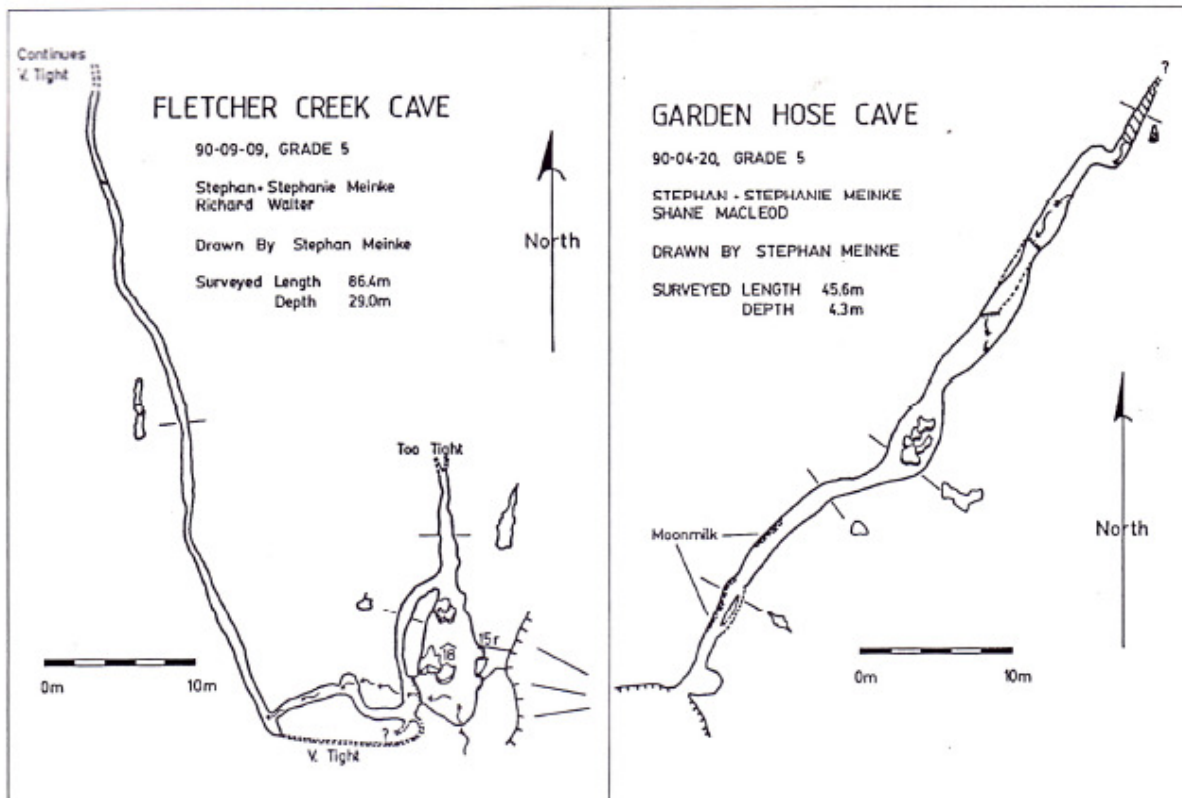 Continues
V. Tight
FLETCHER CREEK CAVE
90-09-09, GRADE 5
Stephan + Stephanie Meinke
Richard Walter
Drawn By Stephan Meinke
Surveyed Length 86.4m
Depth 29.0m
North
Too Tight
15r
18
0m 10m
?
V. Tight
?
GARDEN HOSE CAVE
90-04-20, GRADE 5
STEPHAN + STEPHANIE MEINKE
SHANE MACLEOD
DRAWN BY STEPHAN MEINKE
SURVEYED LENGTH 45.6m
DEPTH 4.3m
North
Moonmilk
0m 10m